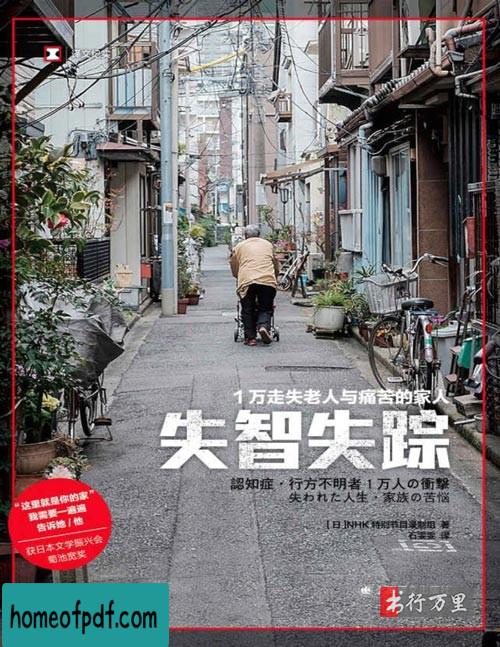 1万走失老人与痛苦的家人
失智失踪
認知症・行方不明者1万人の衝撃
失われた人生・家族の苦悩
[日]NHK特别节目录制组 著
石雯雯 译
“这里就是你的家”
我需要一遍遍
告诉她/他
获日本文学振兴会
菊池宽奖
书行万里
homeofpdf.com